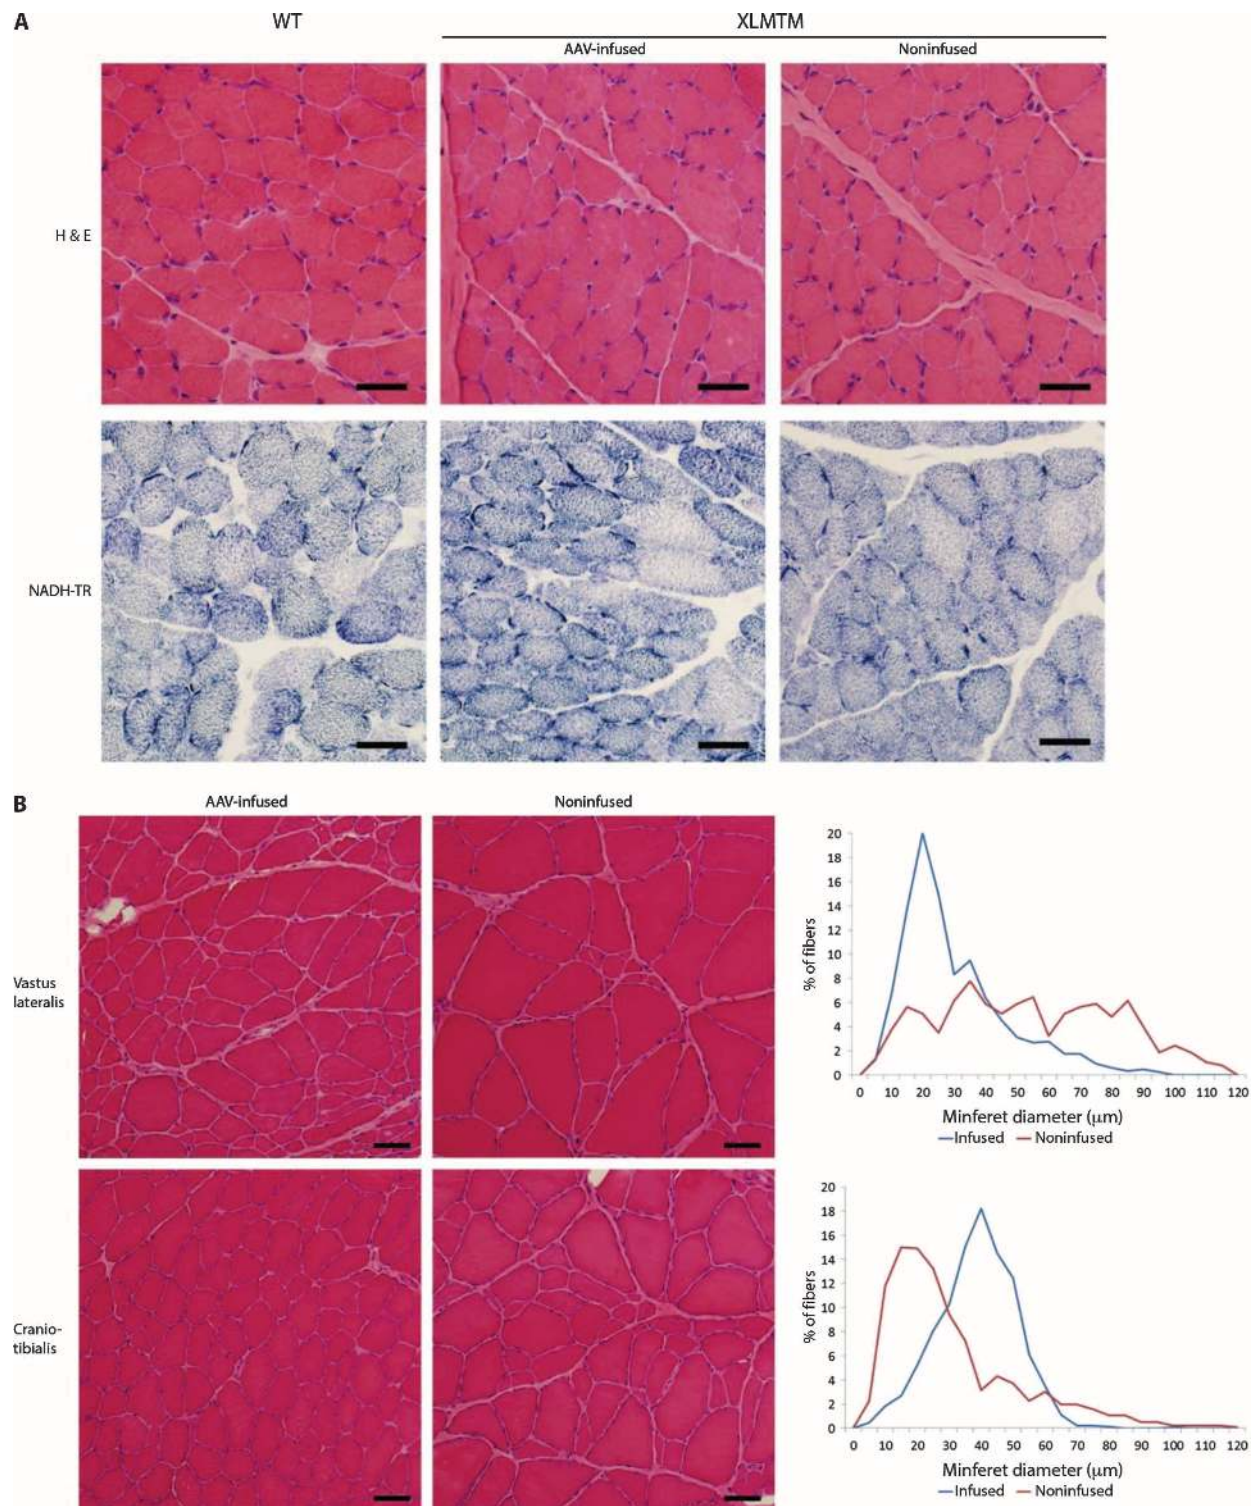 A
WT
XLMTM
AAV-infused
Noninfused
H & E
NADH-TR
B
AAV-infused
Noninfused
Vastus
lateralis
% of fibers
20
18
16
14
12
10
8
6
4
2
0
0 10 20 30 40 50 60 70 80 90 100 110 120
Minferet diameter (µm)
Infused Noninfused
Cranio-
tibialis
% of fibers
20
18
16
14
12
10
8
6
4
2
0
0 10 20 30 40 50 60 70 80 90 100 110 120
Minferet diameter (µm)
Infused Noninfused